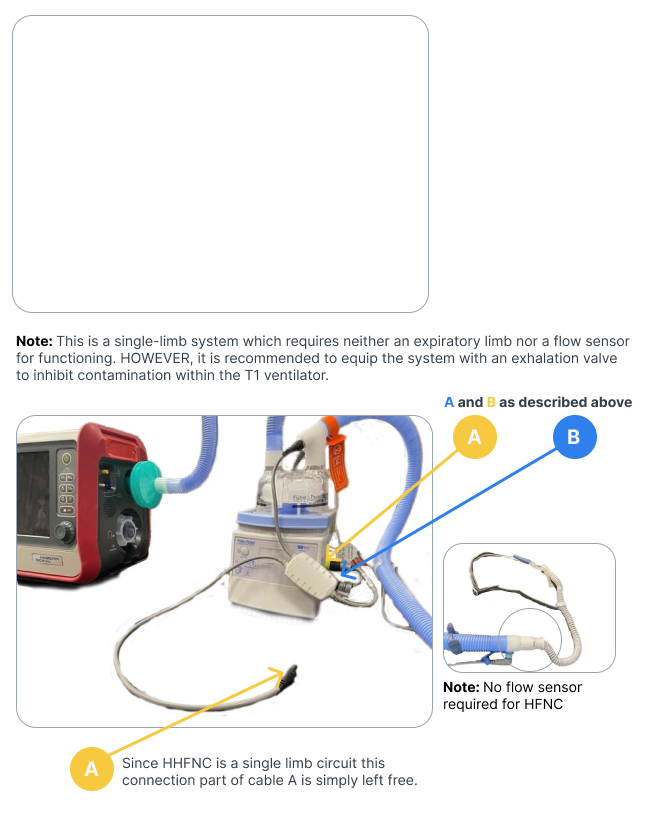 Note: This is a single-limb system which requires neither an expiratory limb nor a flow sensor
for functioning. HOWEVER, it is recommended to equip the system with an exhalation valve
to inhibit contamination within the T1 ventilator.
A and B as described above
A
B
Note: No flow sensor
required for HFNC
A
Since HHFNC is a single limb circuit this
connection part of cable A is simply left free.